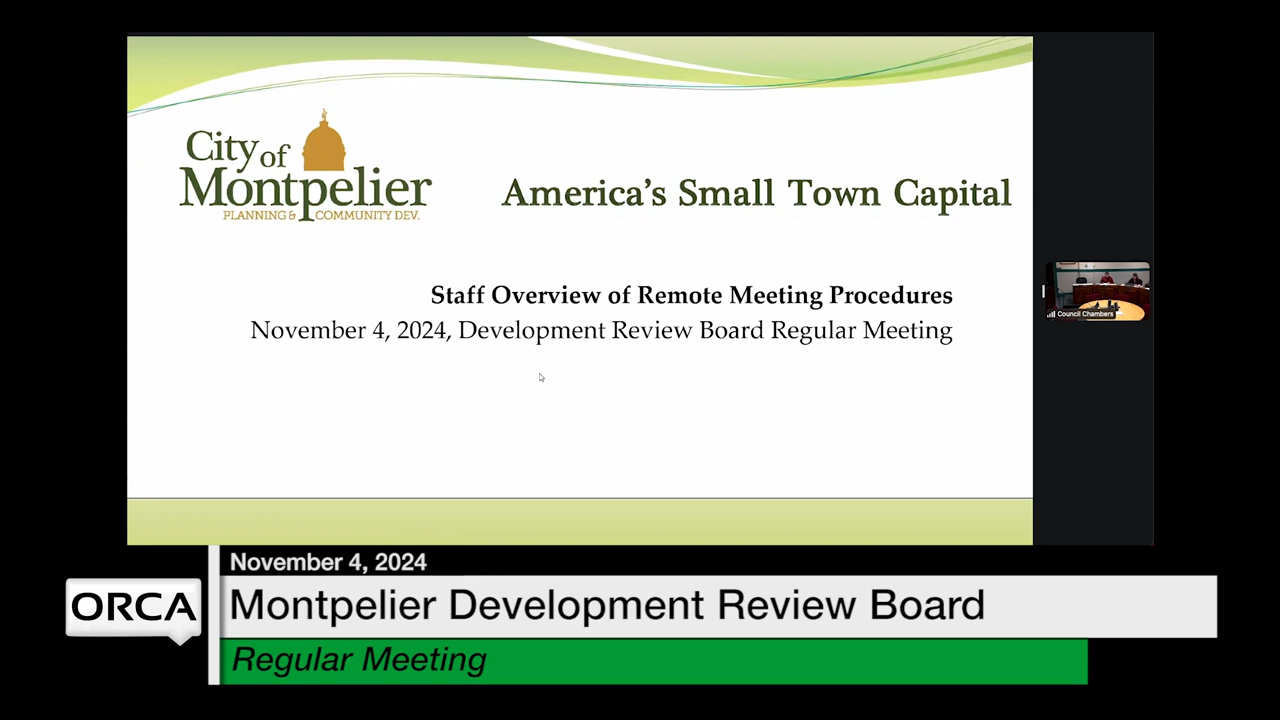 City of
Montpelier
PLANNING & COMMUNITY DEV.
America's Small Town Capital
Staff Overview of Remote Meeting Procedures
November 4, 2024, Development Review Board Regular Meeting
Council Chambers
November 4, 2024
ORCA
Montpelier Development Review Board
Regular Meeting